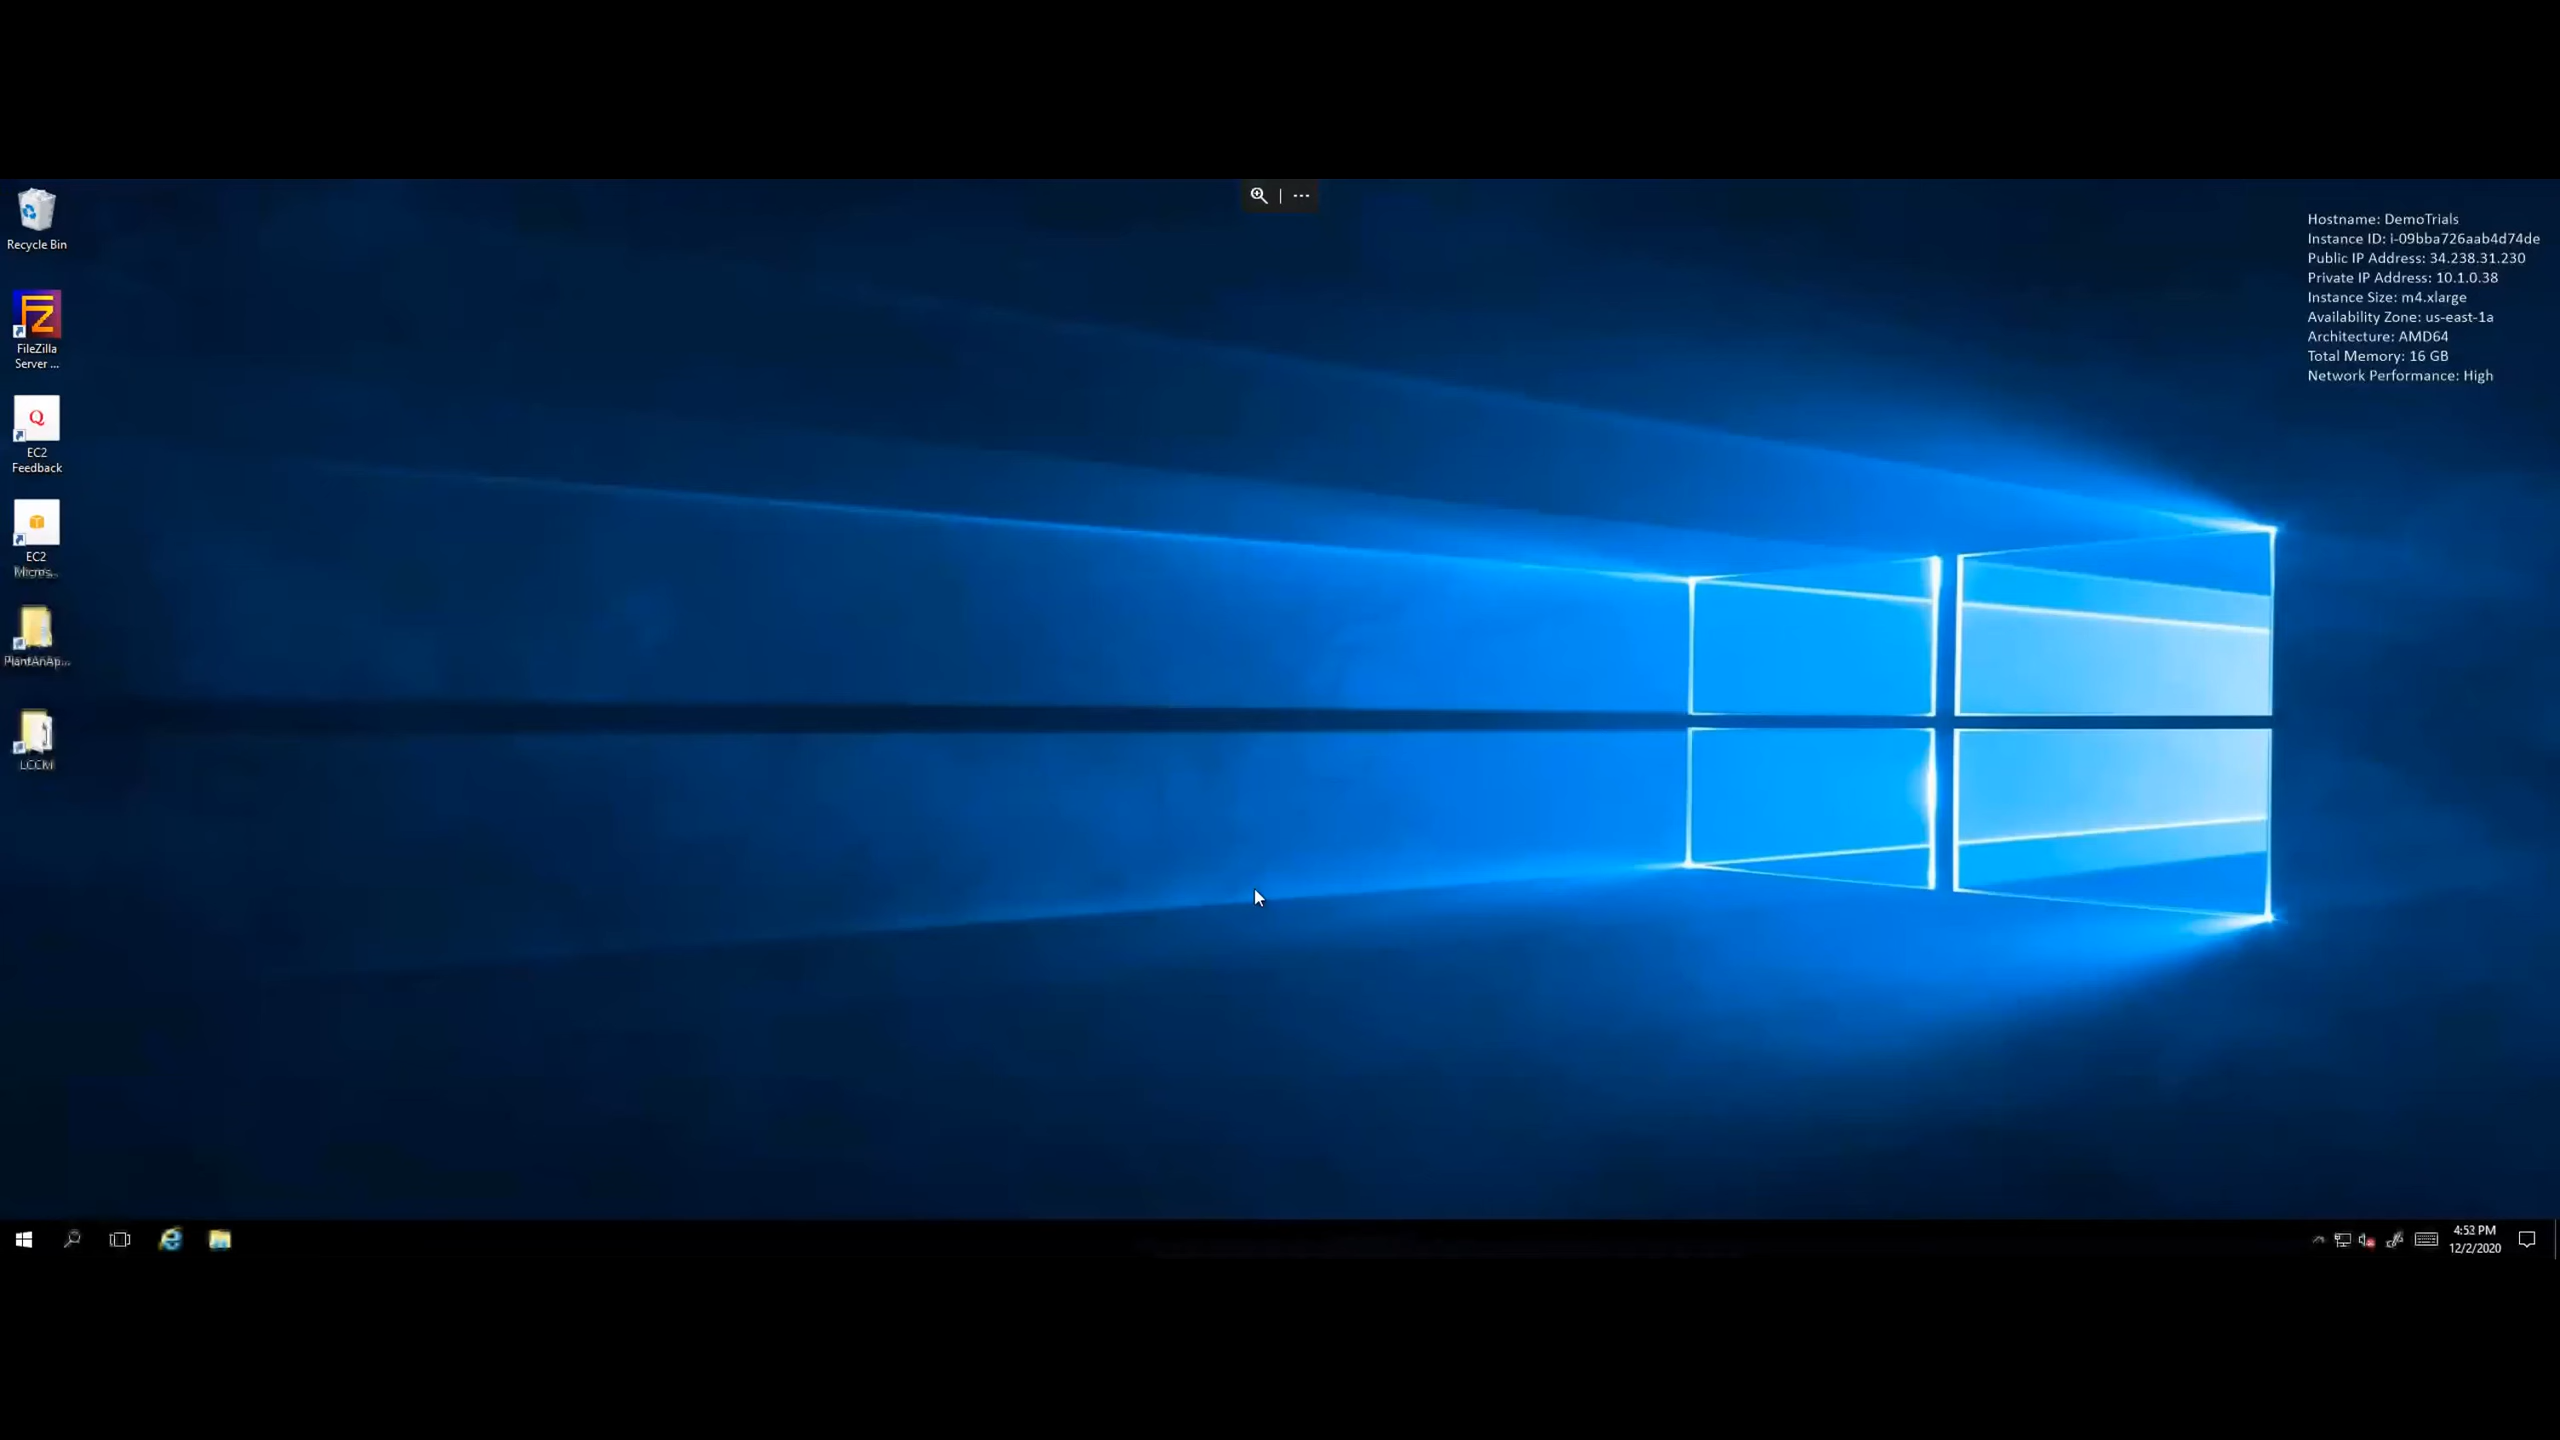 Recycle Bin
FileZilla
Server ...
Q
EC2
Feedback
EC2
Micros...
PlantAnAp...
LCCM
Hostname: DemoTrials
Instance ID: i-09bba726aab4d74de
Public IP Address: 34.238.31.230
Private IP Address: 10.1.0.38
Instance Size: m4.xlarge
Availability Zone: us-east-1a
Architecture: AMD64
Total Memory: 16 GB
Network Performance: High
4:53 PM
12/2/2020